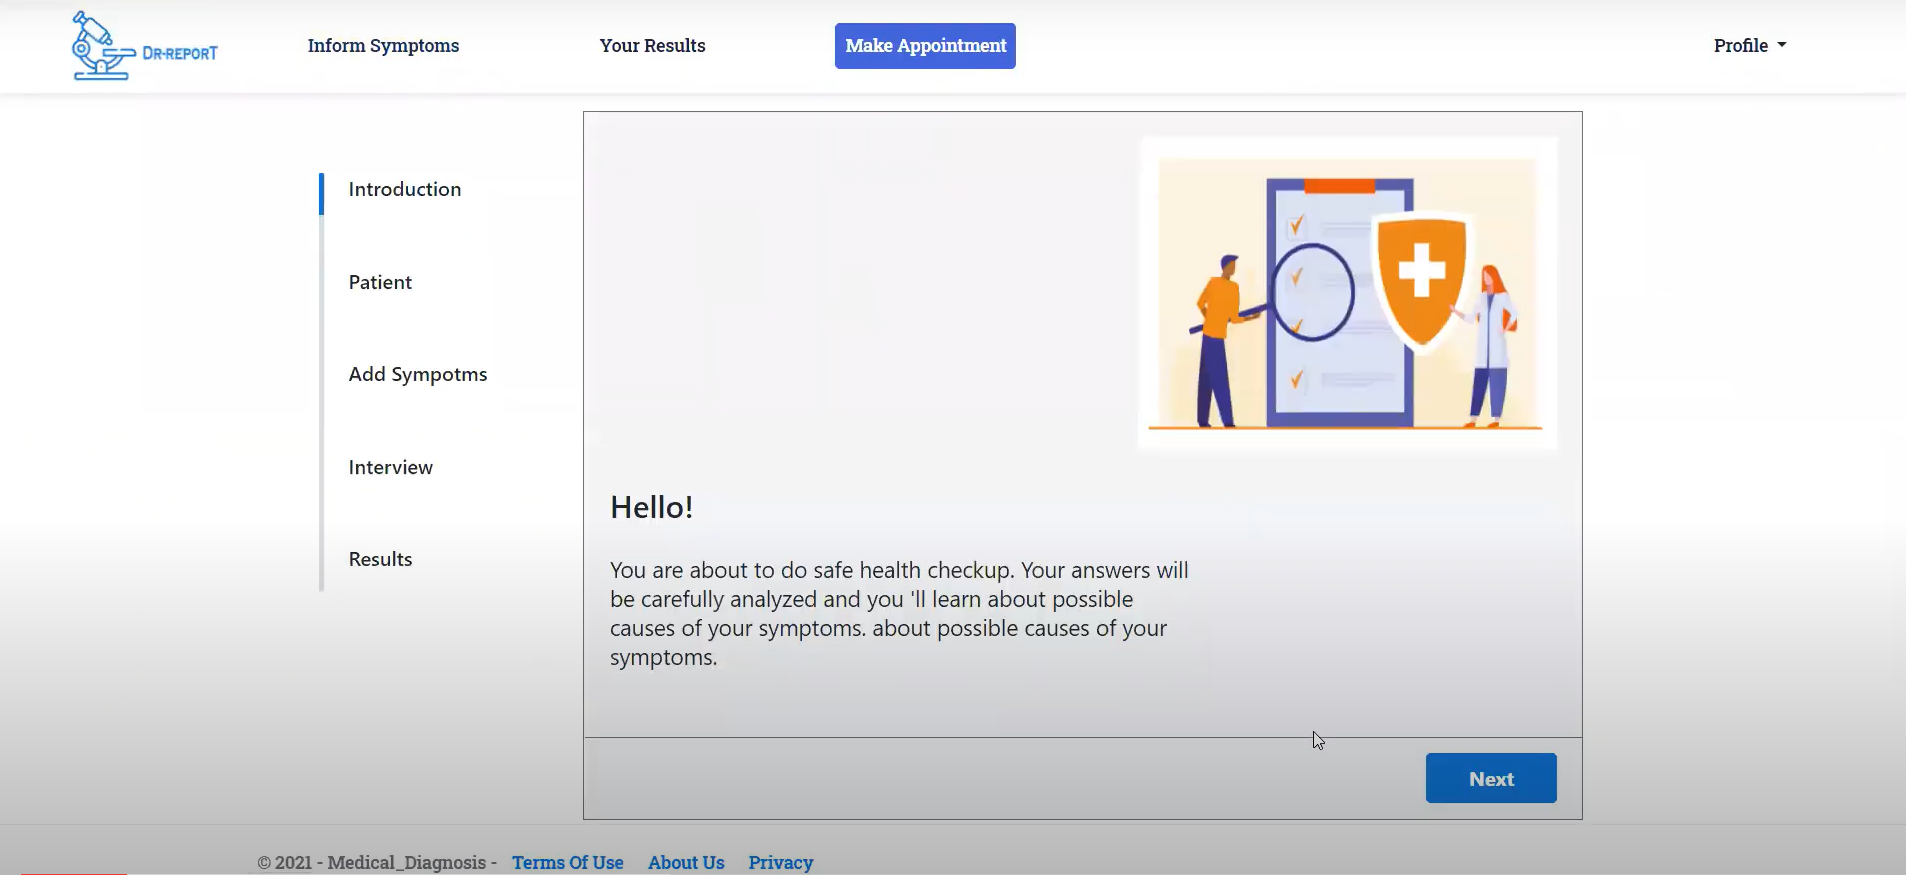 DR-REPORT
Inform Symptoms
Your Results
Make Appointment
Profile
Introduction
Patient
Add Sympotms
Interview
Results
Hello!
You are about to do safe health checkup. Your answers will
be carefully analyzed and you 'll learn about possible
causes of your symptoms. about possible causes of your
symptoms.
Next
© 2021 - Medical_Diagnosis - Terms Of Use About Us Privacy